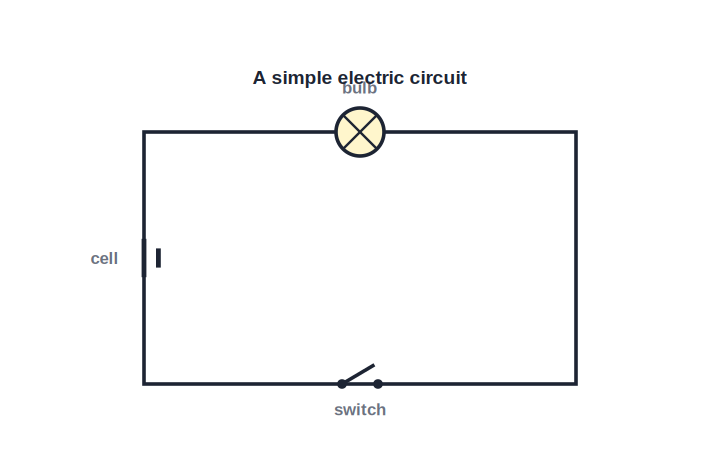 A simple electric circuit
bulb
cell
switch